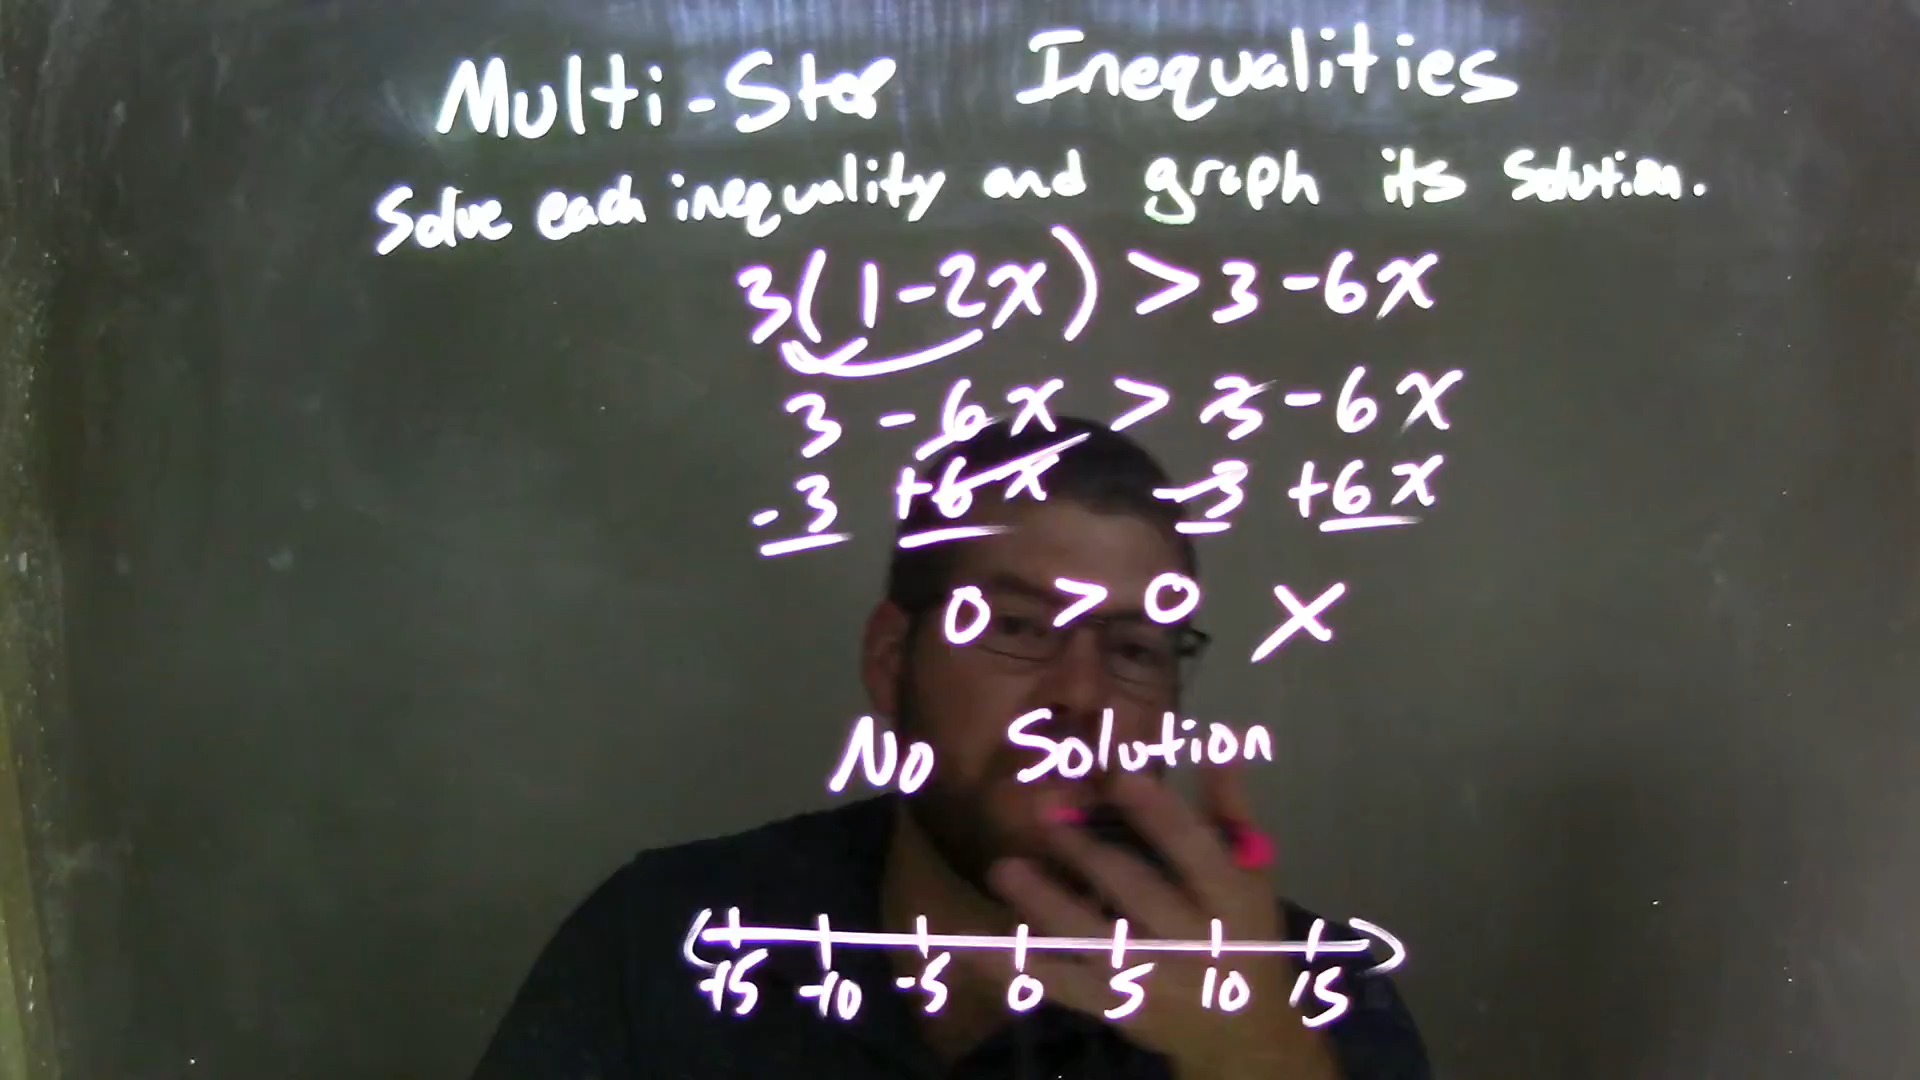 Multi-Step Inequalities
Solve each inequality and graph its solution.
3(1-2x) > 3-6x
3 -6x > 3-6x
-3 +6x -3 +6x
0 > 0 X
No Solution
-15 -10 -5 0 5 10 15